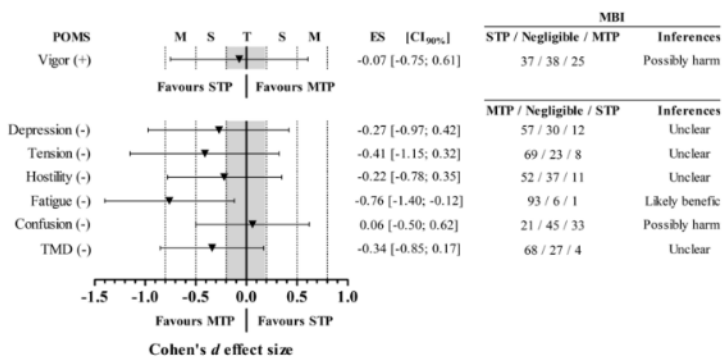 MBI
POMS M S T S M ES [CI90%] STP / Negligible / MTP Inferences
Vigor (+) -0.07 [-0.75; 0.61] 37 / 38 / 25 Possibly harm
Favours STP Favours MTP
MTP / Negligible / STP Inferences
Depression (-) -0.27 [-0.97; 0.42] 57 / 30 / 12 Unclear
Tension (-) -0.41 [-1.15; 0.32] 69 / 23 / 8 Unclear
Hostility (-) -0.22 [-0.78; 0.35] 52 / 37 / 11 Unclear
Fatigue (-) -0.76 [-1.40; -0.12] 93 / 6 / 1 Likely benefic
Confusion (-) 0.06 [-0.50; 0.62] 21 / 45 / 33 Possibly harm
TMD (-) -0.34 [-0.85; 0.17] 68 / 27 / 4 Unclear
-1.5 -1.0 -0.5 0.0 0.5 1.0
Favours MTP Favours STP
Cohen's d effect size